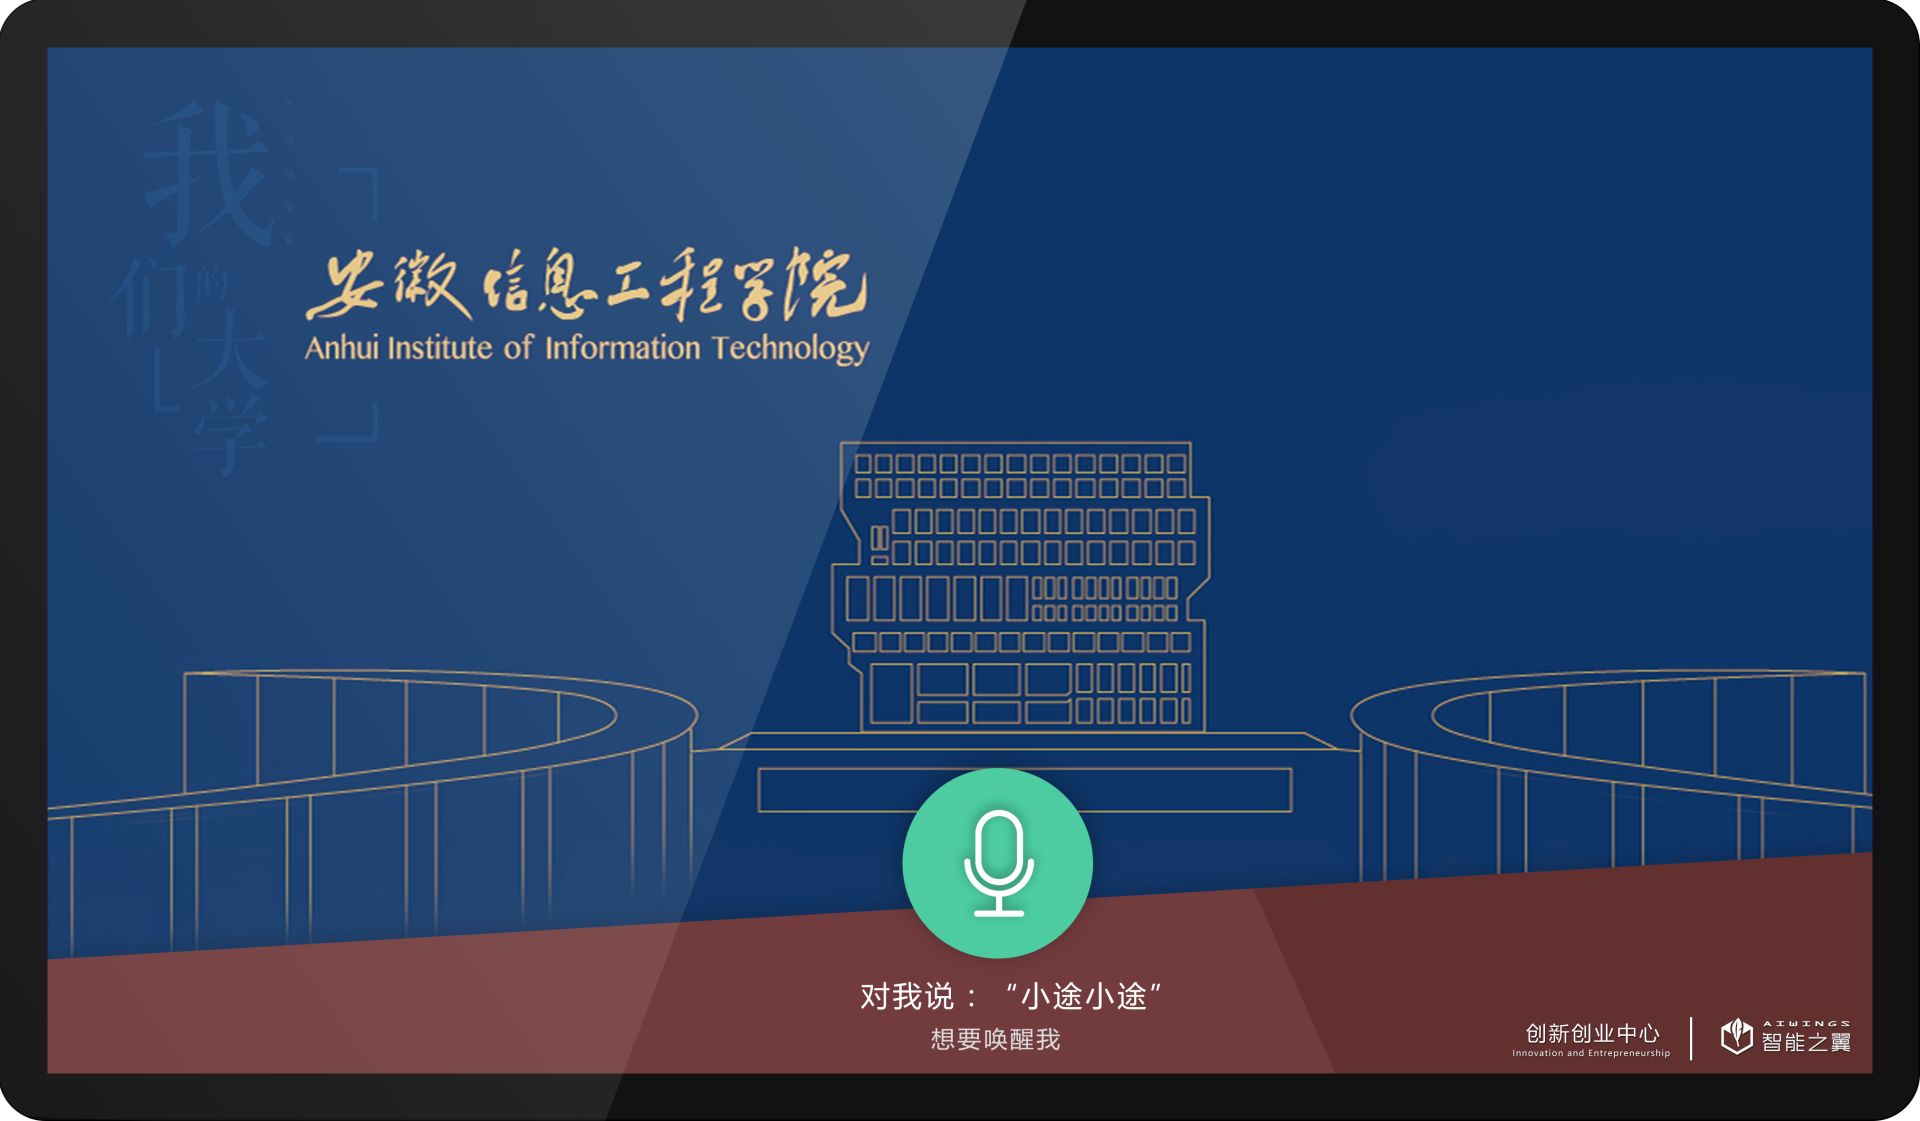 我们的大学
安徽信息工程学院
Anhui Institute of Information Technology
对我说：“小途小途”
想要唤醒我
创新创业中心
Innovation and Entrepreneurship
AIWINGS
智能之翼